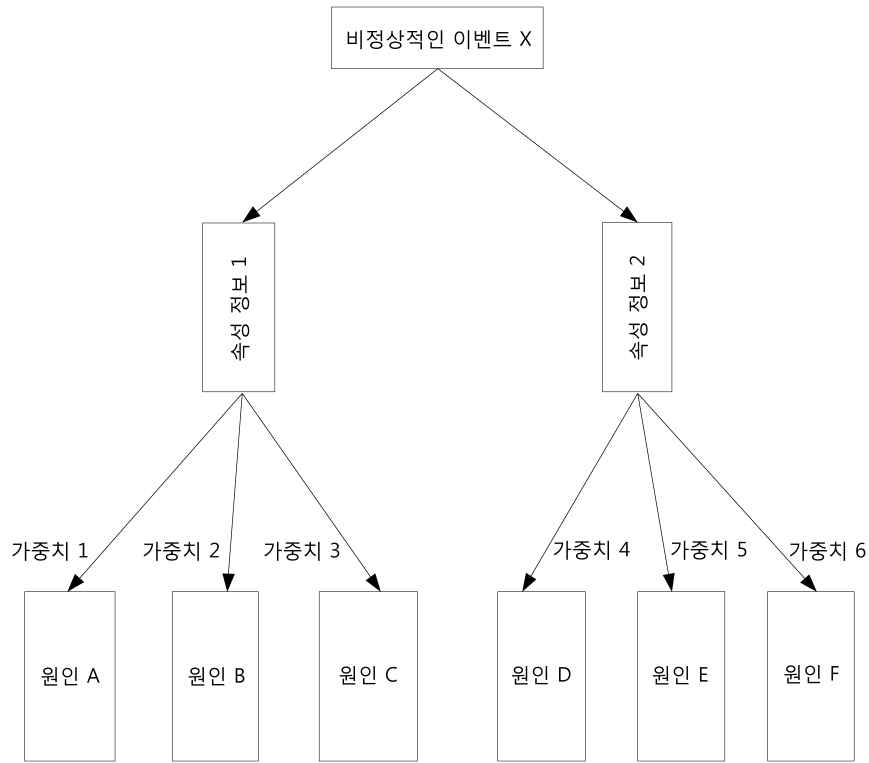 비정상적인 이벤트 X
속성 정보 1
속성 정보 2
가중치 1
가중치 2
가중치 3
가중치 4
가중치 5
가중치 6
원인 A
원인 B
원인 C
원인 D
원인 E
원인 F